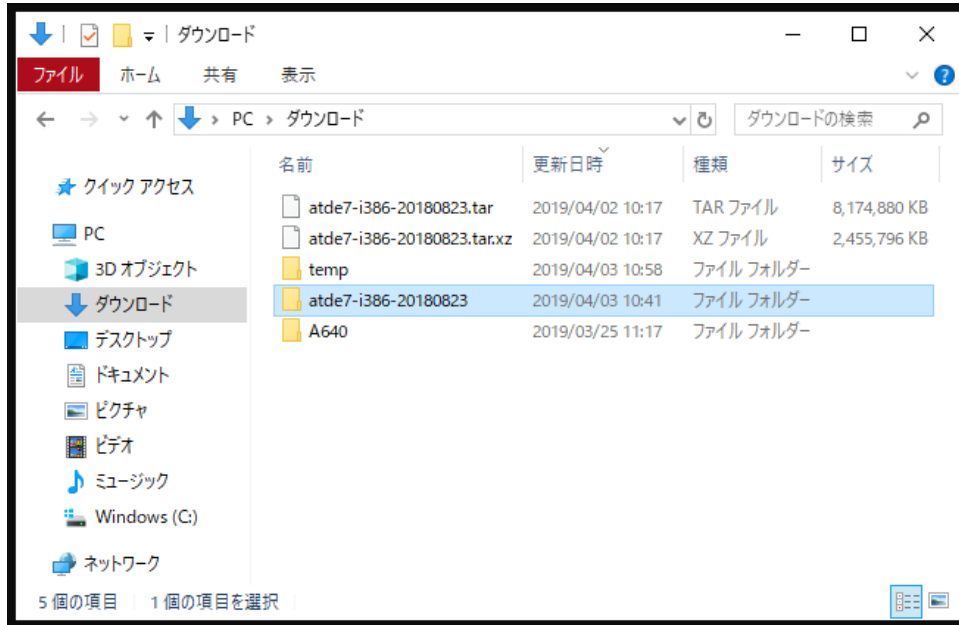 ダウンロード
ファイル ホーム 共有 表示
PC ダウンロード ダウンロードの検索
名前 更新日時 種類 サイズ
クイック アクセス
PC
3D オブジェクト
ダウンロード
デスクトップ
ドキュメント
ピクチャ
ビデオ
ミュージック
Windows (C:)
ネットワーク
atde7-i386-20180823.tar 2019/04/02 10:17 TAR ファイル 8,174,880 KB
atde7-i386-20180823.tar.xz 2019/04/02 10:17 XZ ファイル 2,455,796 KB
temp 2019/04/03 10:58 ファイル フォルダー
atde7-i386-20180823 2019/04/03 10:41 ファイル フォルダー
A640 2019/03/25 11:17 ファイル フォルダー
5 個の項目 1 個の項目を選択